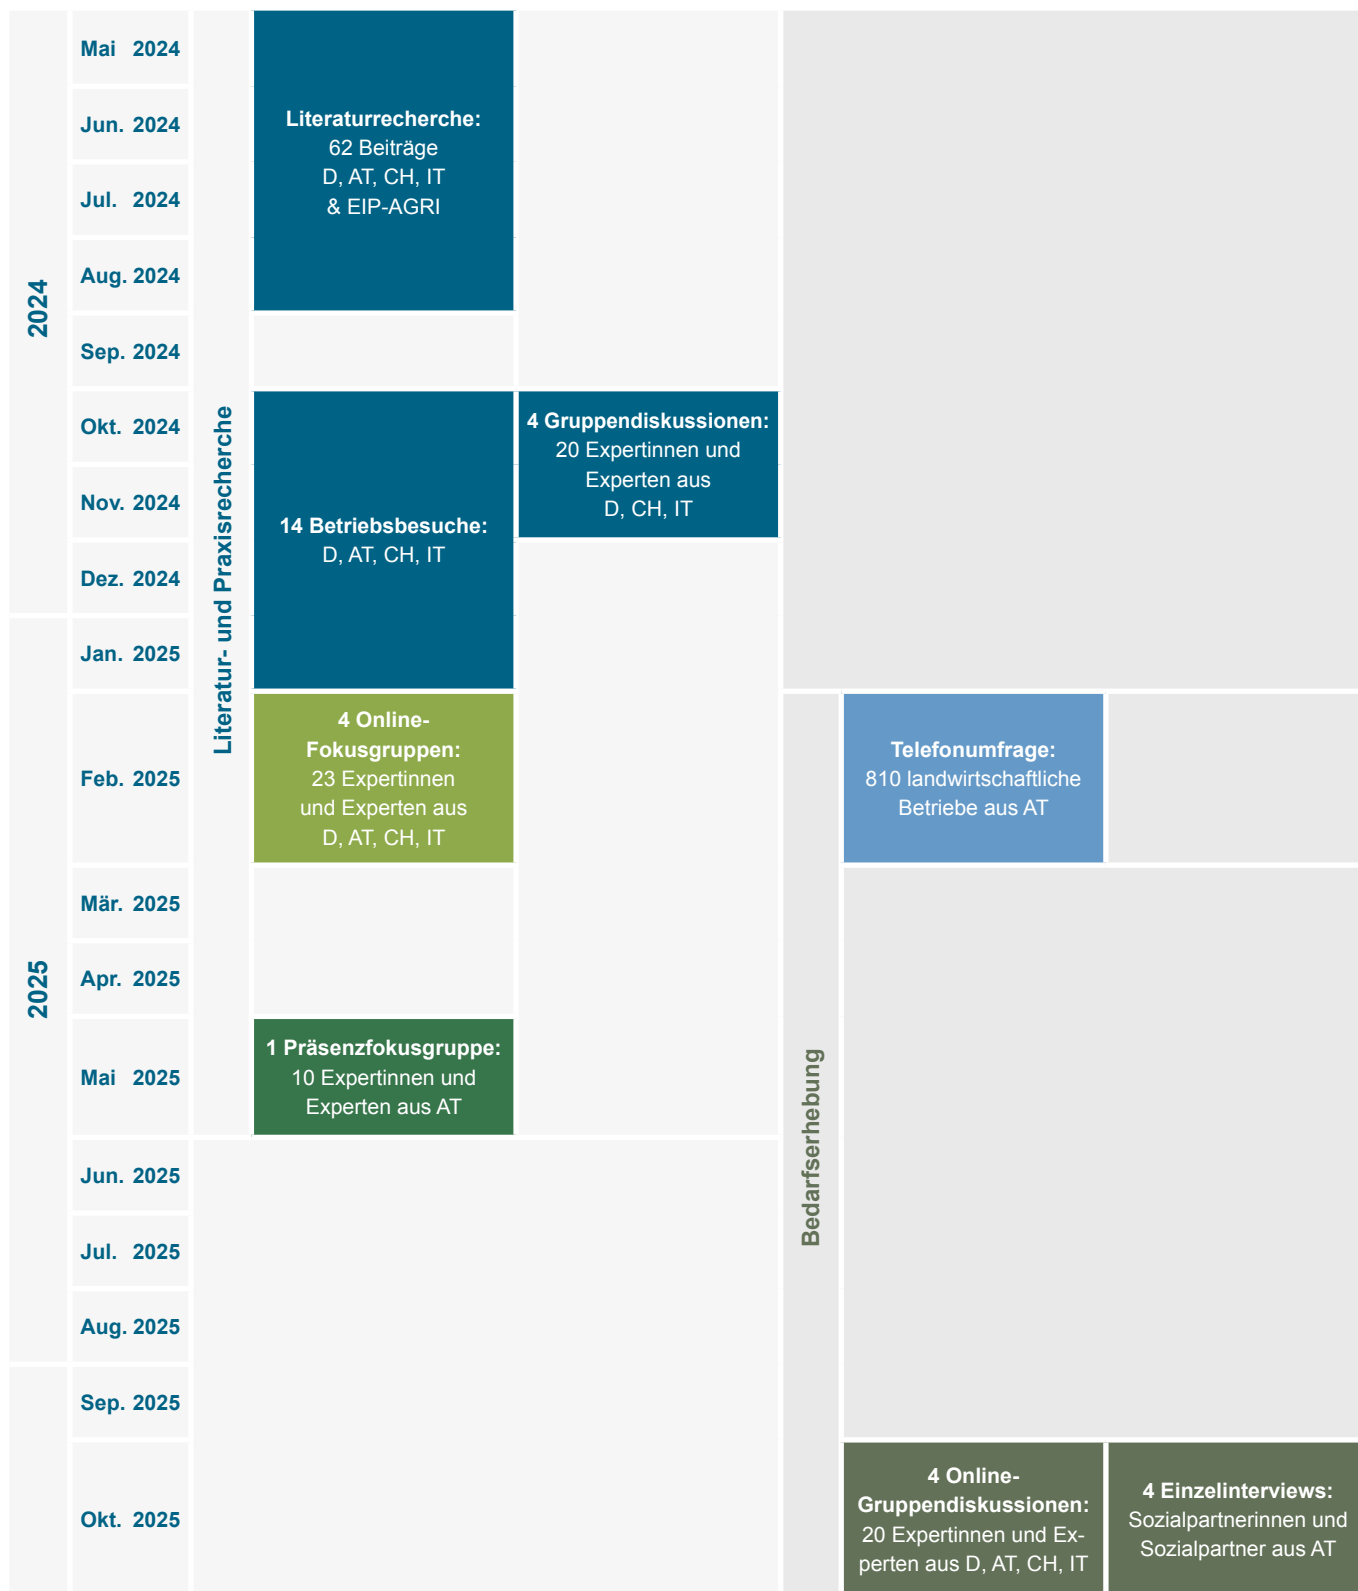 2024
Mai 2024
Jun. 2024
Jul. 2024
Aug. 2024
Sep. 2024
Okt. 2024
Nov. 2024
Dez. 2024
2025
Jan. 2025
Feb. 2025
Mär. 2025
Apr. 2025
Mai 2025
Jun. 2025
Jul. 2025
Aug. 2025
Sep. 2025
Okt. 2025
Literatur- und Praxisrecherche
Literaturrecherche:
62 Beiträge
D, AT, CH, IT
& EIP-AGRI
14 Betriebsbesuche:
D, AT, CH, IT
4 Gruppendiskussionen:
20 Expertinnen und
Experten aus
D, CH, IT
4 Online-
Fokusgruppen:
23 Expertinnen
und Experten aus
D, AT, CH, IT
1 Präsenzfokusgruppe:
10 Expertinnen und
Experten aus AT
Bedarfserhebung
Telefonumfrage:
810 landwirtschaftliche
Betriebe aus AT
4 Online-
Gruppendiskussionen:
20 Expertinnen und Ex-
perten aus D, AT, CH, IT
4 Einzelinterviews:
Sozialpartnerinnen und
Sozialpartner aus AT